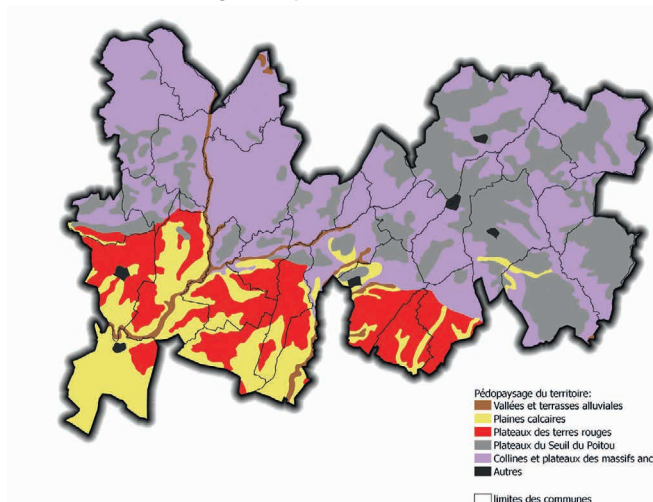 Pédopaysage du territoire:
Vallées et terrasses alluviales
Plaines calcaires
Plateaux des terres rouges
Plateaux du Seuil du Poitou
Collines et plateaux des massifs anc
Autres
limites des communes